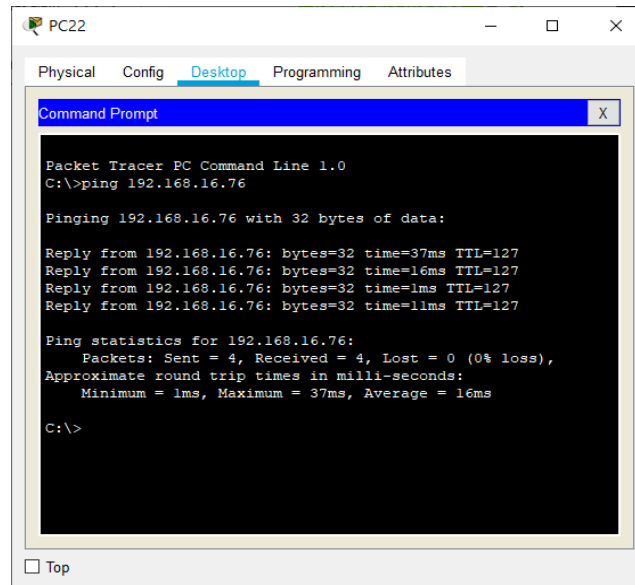 PC22
Physical Config Desktop Programming Attributes
Command Prompt X
Packet Tracer PC Command Line 1.0
C:\>ping 192.168.16.76
Pinging 192.168.16.76 with 32 bytes of data:
Reply from 192.168.16.76: bytes=32 time=37ms TTL=127
Reply from 192.168.16.76: bytes=32 time=16ms TTL=127
Reply from 192.168.16.76: bytes=32 time=1ms TTL=127
Reply from 192.168.16.76: bytes=32 time=11ms TTL=127
Ping statistics for 192.168.16.76:
Packets: Sent = 4, Received = 4, Lost = 0 (0% loss),
Approximate round trip times in milli-seconds:
Minimum = 1ms, Maximum = 37ms, Average = 16ms
C:\>
Top